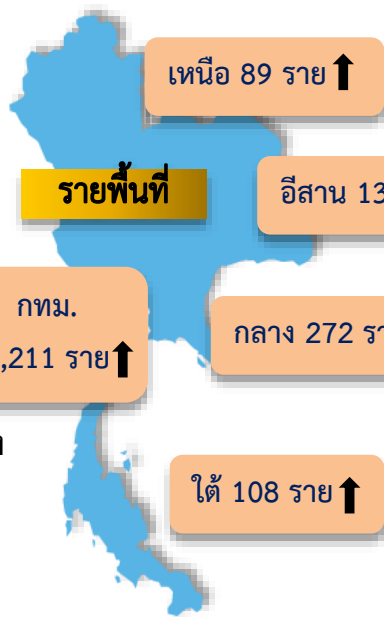 เหนือ 89 ราย
รายพื้นที่
อีสาน 13
กทม.
,211 ราย
กลาง 272 รา
ใต้ 108 ราย